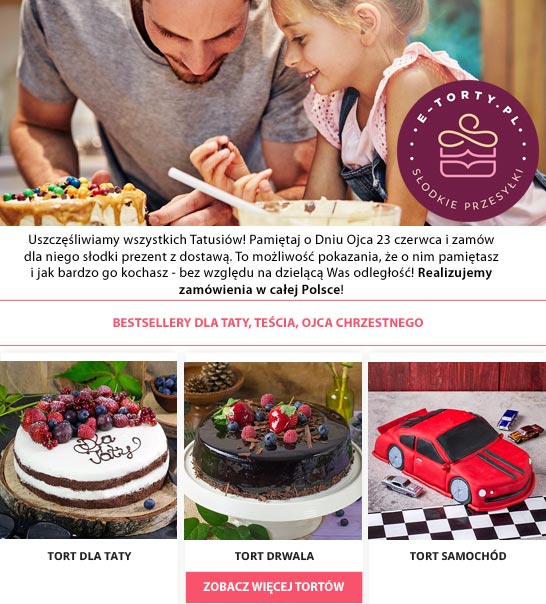 E-TORTY.PL
SŁODKIE PRZESYŁKI
Uszczęśliwiamy wszystkich Tatusiów! Pamiętaj o Dniu Ojca 23 czerwca i zamów
dla niego słodki prezent z dostawą. To możliwość pokazania, że o nim pamiętasz
i jak bardzo go kochasz - bez względu na dzielącą Was odległość! Realizujemy
zamówienia w całej Polsce!
BESTSELLERY DLA TATY, TEŚCIA, OJCA CHRZESTNEGO
Dla
Taty
TORT DLA TATY
TORT DRWALA
TORT SAMOCHÓD
ZOBACZ WIĘCEJ TORTÓW